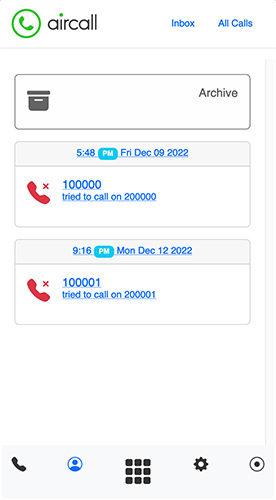 aircall
Inbox
All Calls
Archive
5:48 PM Fri Dec 09 2022
100000
tried to call on 200000
9:16 PM Mon Dec 12 2022
100001
tried to call on 200001